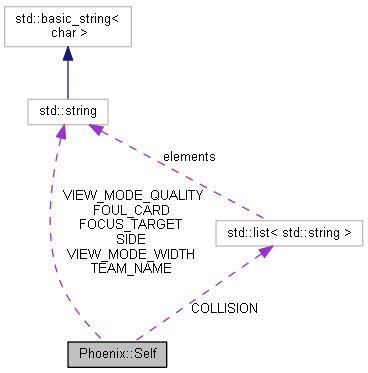 std::basic_string<
char >
std::string
elements
VIEW_MODE_QUALITY
FOUL_CARD
FOCUS_TARGET
SIDE
VIEW_MODE_WIDTH
TEAM_NAME
std::list< std::string >
COLLISION
Phoenix::Self